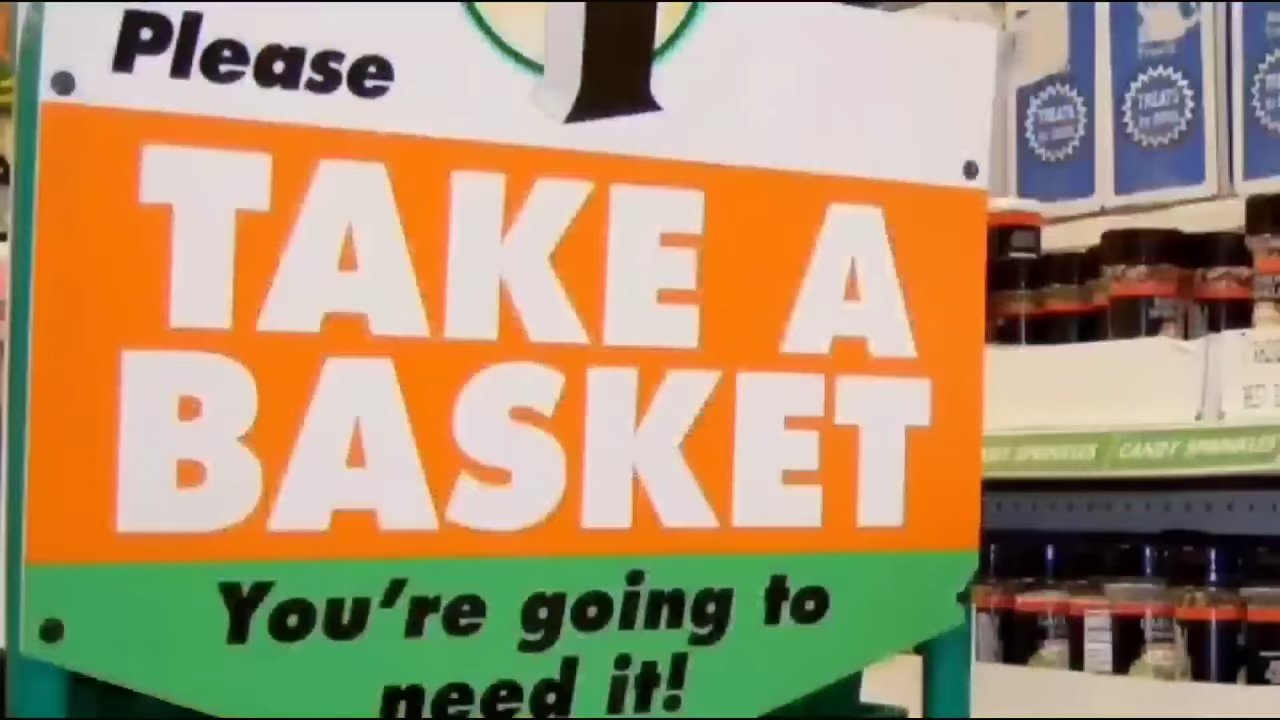 Please
TAKE A
BASKET
You're going to
need it!
TREATS
TREATS
CANDY SPRINKLES